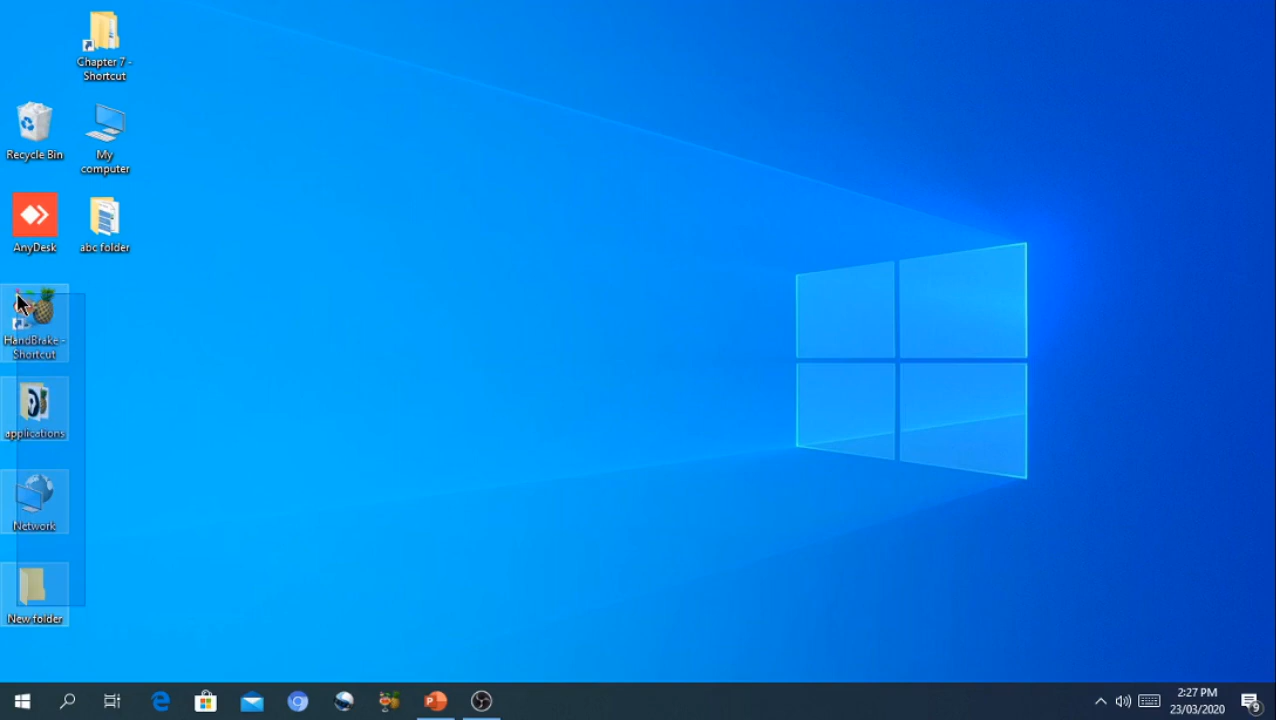 Chapter 7 -
Shortcut
Recycle Bin
My
computer
AnyDesk
abc folder
HandBrake -
Shortcut
applications
Network
New folder
2:27 PM
23/03/2020
9